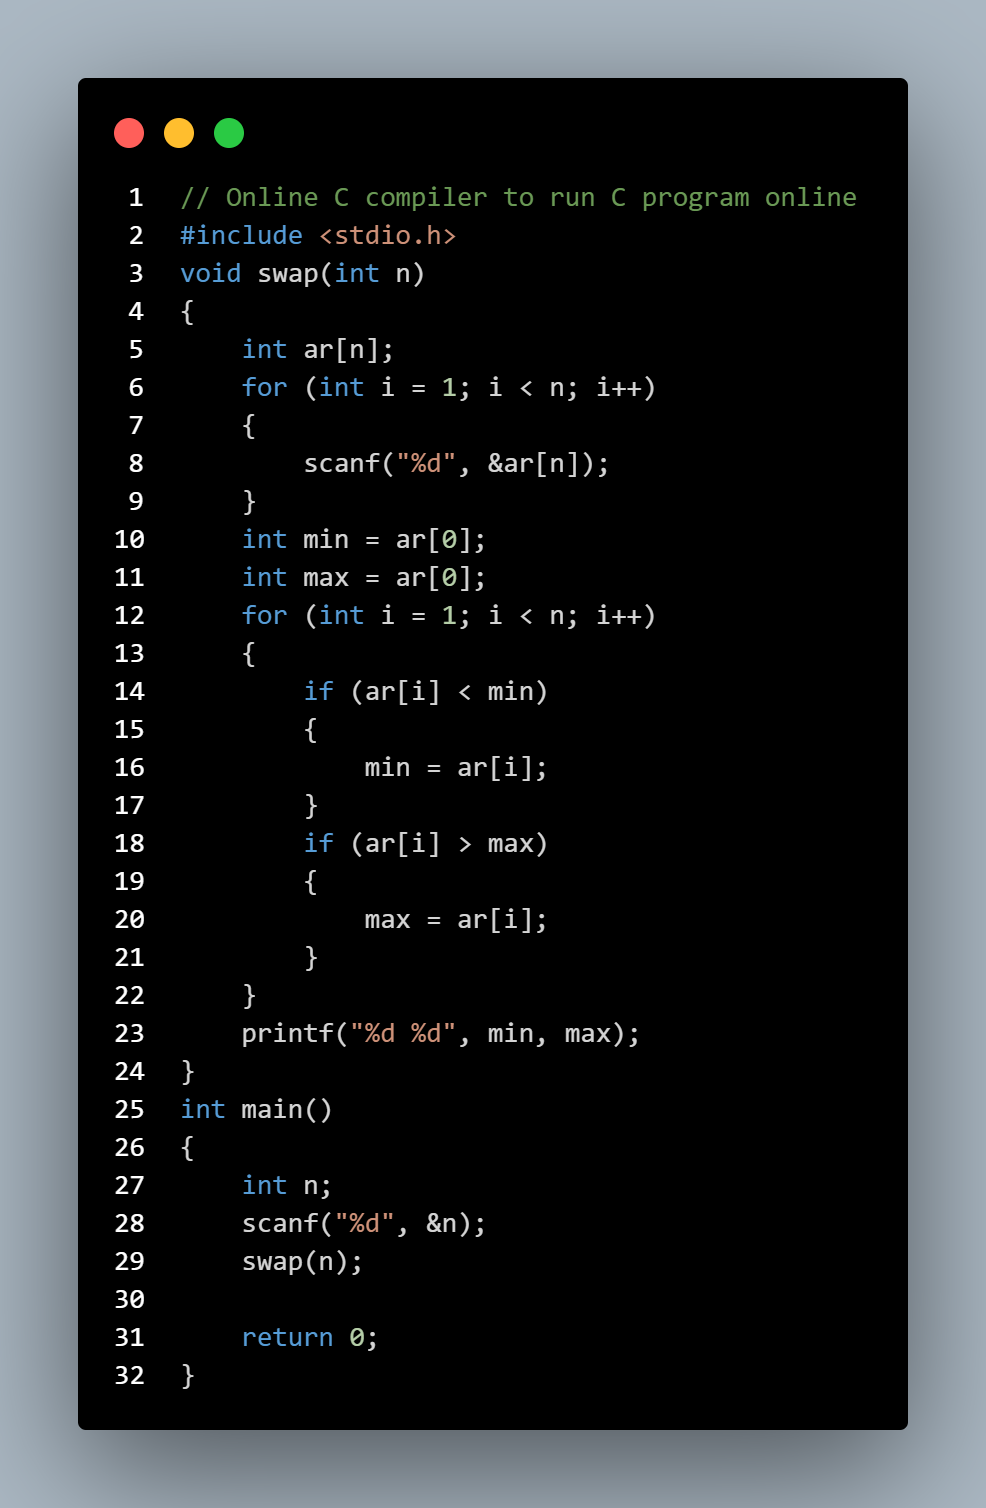 1 // Online C compiler to run C program online
2 #include <stdio.h>
3 void swap(int n)
4 {
5     int ar[n];
6     for (int i = 1; i < n; i++)
7     {
8         scanf("%d", &ar[n]);
9     }
10     int min = ar[0];
11     int max = ar[0];
12     for (int i = 1; i < n; i++)
13     {
14         if (ar[i] < min)
15         {
16             min = ar[i];
17         }
18         if (ar[i] > max)
19         {
20             max = ar[i];
21         }
22     }
23     printf("%d %d", min, max);
24 }
25 int main()
26 {
27     int n;
28     scanf("%d", &n);
29     swap(n);
30
31     return 0;
32 }